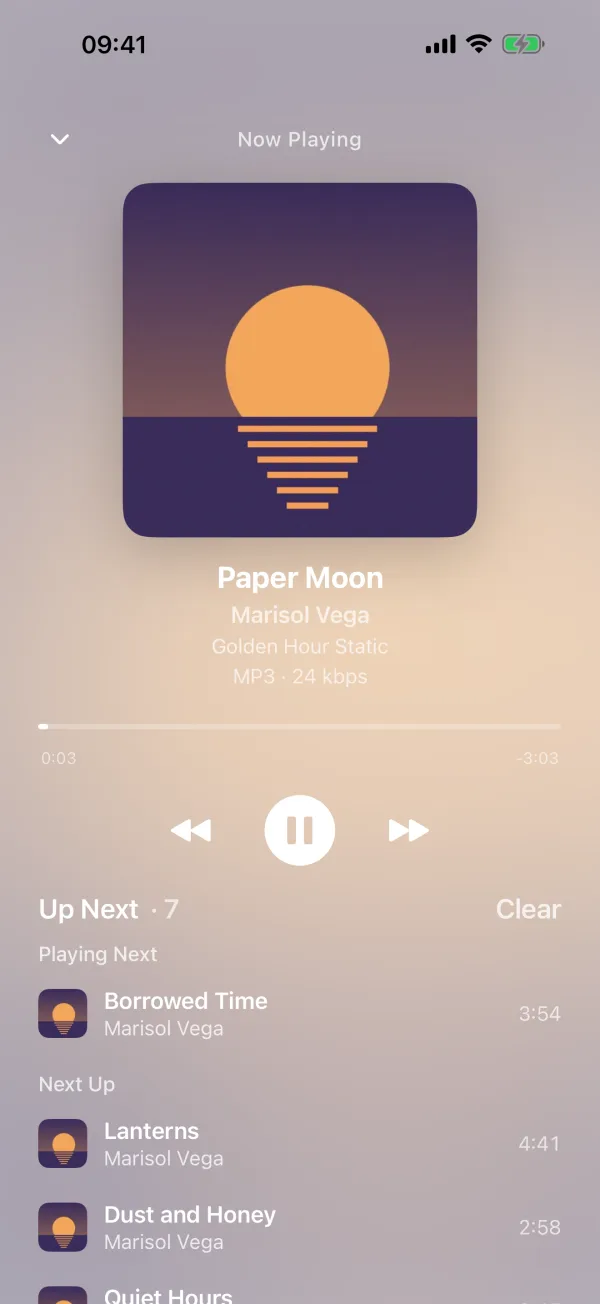 09:41
Now Playing
Paper Moon
Marisol Vega
Golden Hour Static
MP3 · 24 kbps
0:03 -3:03
Up Next · 7 Clear
Playing Next
Borrowed Time
Marisol Vega 3:54
Next Up
Lanterns
Marisol Vega 4:41
Dust and Honey
Marisol Vega 2:58
Quiet Hours